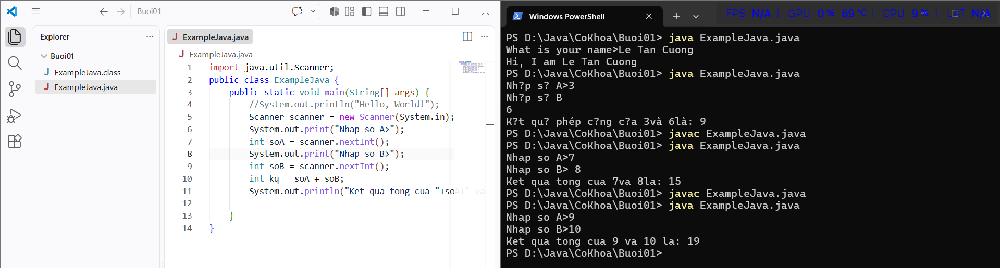 Buoi01
Explorer
Buoi01
ExampleJava.class
ExampleJava.java
ExampleJava.java
ExampleJava.java
1 import java.util.Scanner;
2 public class ExampleJava {
3 public static void main(String[] args) {
4 //System.out.println("Hello, World!");
5 Scanner scanner = new Scanner(System.in);
6 System.out.print("Nhap so A>");
7 int soA = scanner.nextInt();
8 System.out.print("Nhap so B>");
9 int soB = scanner.nextInt();
10 int kq = soA + soB;
11 System.out.println("Ket qua tong cua "+soA+" va
12
13 }
14 }
Windows PowerShell
FPS N/A | GPU 0% 69°C | CPU 9% | LAT N/A
PS D:\Java\CoKhoa\Buoi01> java ExampleJava.java
What is your name>Le Tan Cuong
Hi, I am Le Tan Cuong
PS D:\Java\CoKhoa\Buoi01> java ExampleJava.java
Nh?p s? A>3
Nh?p s? B
6
K?t qu? phép c?ng c?a 3và 6là: 9
PS D:\Java\CoKhoa\Buoi01> javac ExampleJava.java
PS D:\Java\CoKhoa\Buoi01> java ExampleJava.java
Nhap so A>7
Nhap so B> 8
Ket qua tong cua 7va 8la: 15
PS D:\Java\CoKhoa\Buoi01> javac ExampleJava.java
PS D:\Java\CoKhoa\Buoi01> java ExampleJava.java
Nhap so A>9
Nhap so B>10
Ket qua tong cua 9 va 10 la: 19
PS D:\Java\CoKhoa\Buoi01>